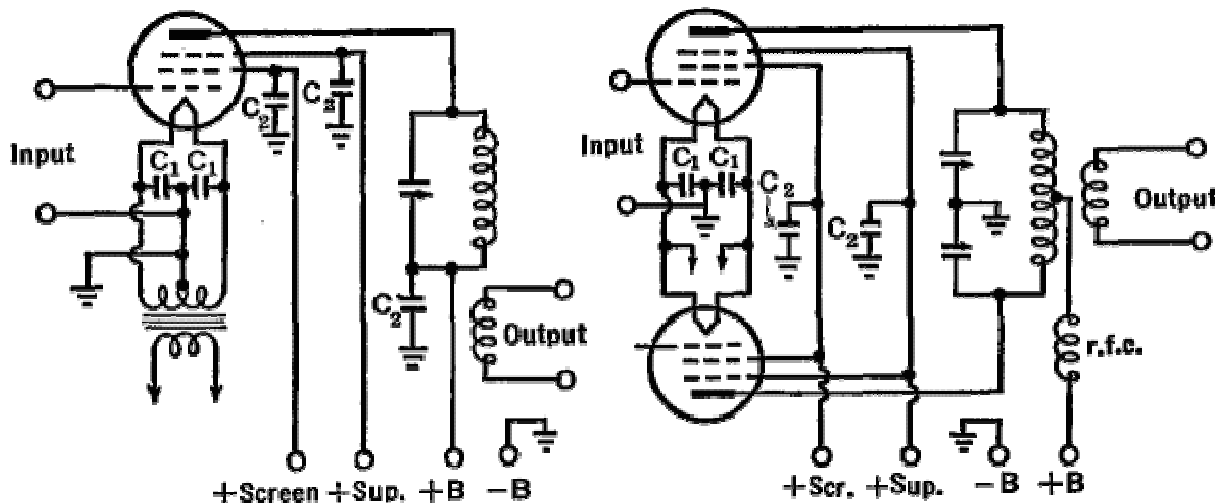 C₂
C₂
Input
C₁ C₁
C₂
Output
+Screen +Sup. +B -B
Input
C₁ C₁
C₂
C₂
Output
r.f.c.
+Scr. +Sup. -B +B